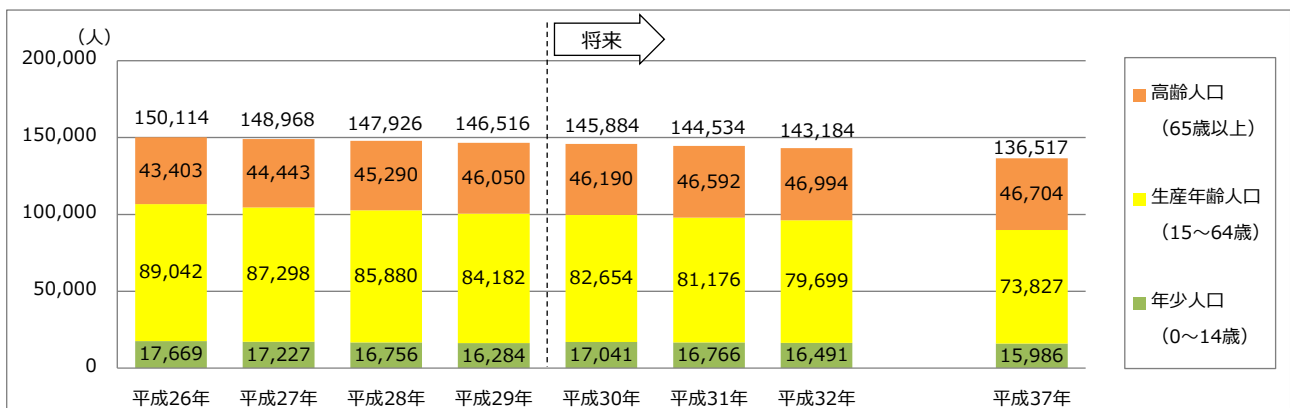 （人）
将来
200,000
150,000
100,000
50,000
0
150,114 148,968 147,926 146,516 145,884 144,534 143,184 136,517
43,403 44,443 45,290 46,050 46,190 46,592 46,994 46,704
89,042 87,298 85,880 84,182 82,654 81,176 79,699 73,827
17,669 17,227 16,756 16,284 17,041 16,766 16,491 15,986
平成26年 平成27年 平成28年 平成29年 平成30年 平成31年 平成32年 平成37年
高齢人口
（65歳以上）
生産年齢人口
（15～64歳）
年少人口
（0～14歳）